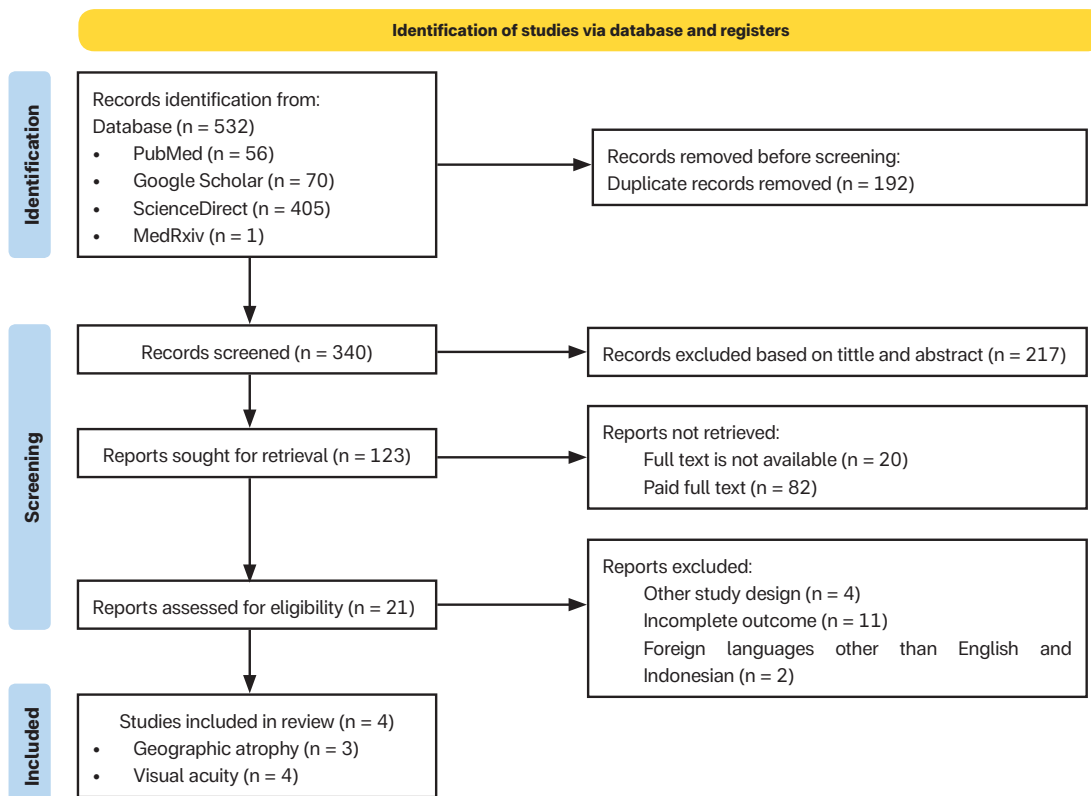 Identification of studies via database and registers
Identification
Records identification from:
Database (n = 532)
• PubMed (n = 56)
• Google Scholar (n = 70)
• ScienceDirect (n = 405)
• MedRxiv (n = 1)
Records removed before screening:
Duplicate records removed (n = 192)
Screening
Records screened (n = 340)
Records excluded based on tittle and abstract (n = 217)
Reports sought for retrieval (n = 123)
Reports not retrieved:
Full text is not available (n = 20)
Paid full text (n = 82)
Reports assessed for eligibility (n = 21)
Reports excluded:
Other study design (n = 4)
Incomplete outcome (n = 11)
Foreign languages other than English and
Indonesian (n = 2)
Included
Studies included in review (n = 4)
• Geographic atrophy (n = 3)
• Visual acuity (n = 4)